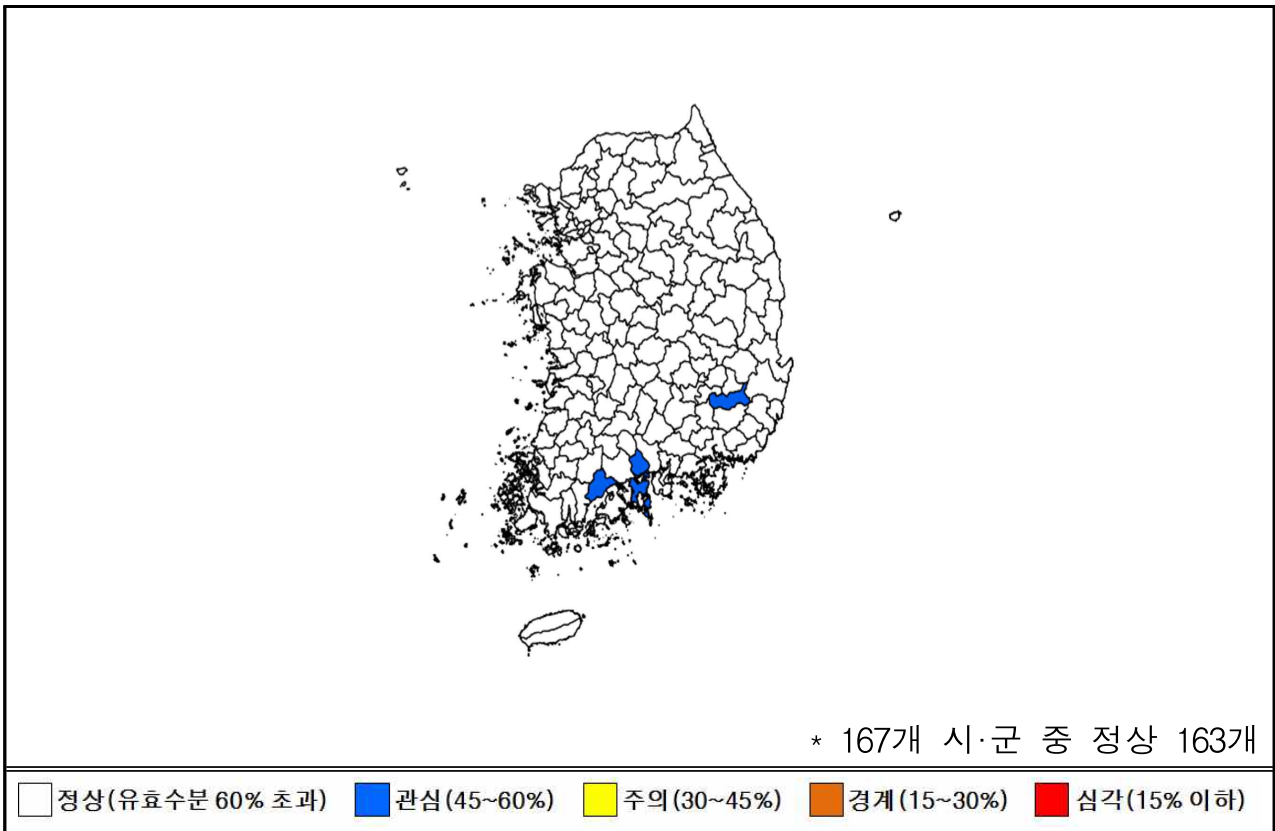 * 167개 시·군 중 정상 163개
정상(유효수분 60% 초과) 관심(45~60%) 주의(30~45%) 경계(15~30%) 심각(15% 이하)